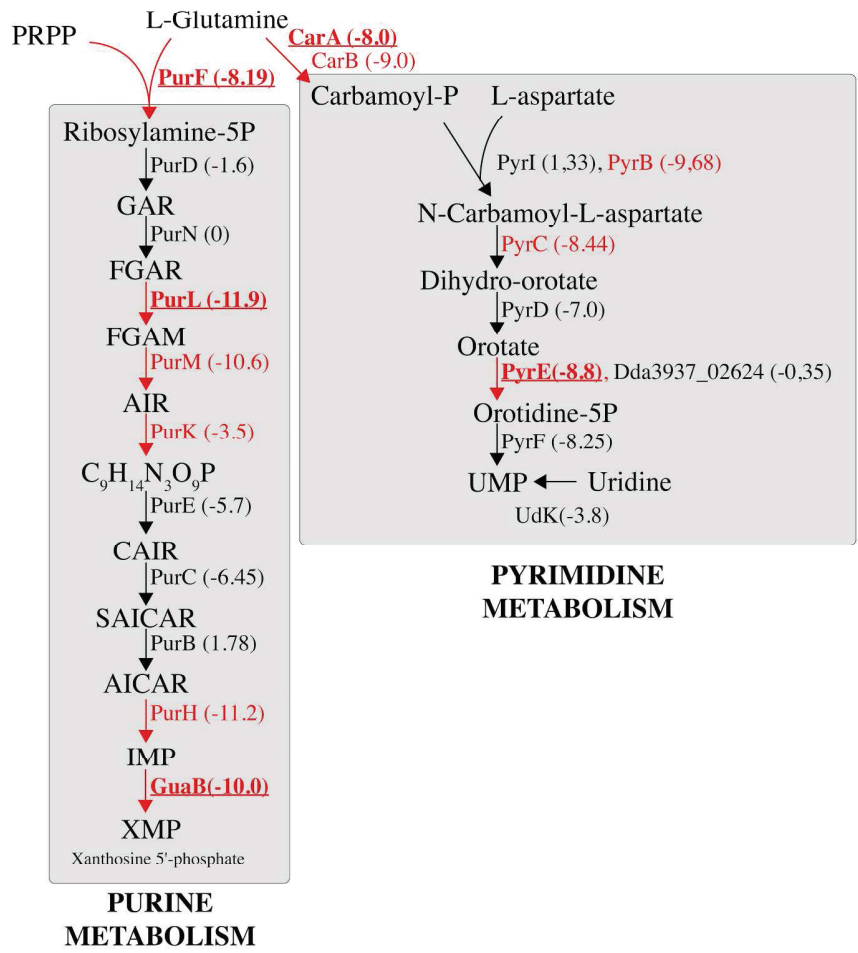 PRPP
L-Glutamine
PurF (-8.19)
CarA (-8.0)
CarB (-9.0)
Ribosylamine-5P
PurD (-1.6)
GAR
PurN (0)
FGAR
PurL (-11.9)
FGAM
PurM (-10.6)
AIR
PurK (-3.5)
C9H14N3O9P
PurE (-5.7)
CAIR
PurC (-6.45)
SAICAR
PurB (1.78)
AICAR
PurH (-11.2)
IMP
GuaB(-10.0)
XMP
Xanthosine 5'-phosphate
PURINE
METABOLISM
Carbamoyl-P L-aspartate
PyrI (1,33), PyrB (-9,68)
N-Carbamoyl-L-aspartate
PyrC (-8.44)
Dihydro-orotate
PyrD (-7.0)
Orotate
PyrE(-8.8), Dda3937_02624 (-0,35)
Orotidine-5P
PyrF (-8.25)
UMP Uridine
UdK(-3.8)
PYRIMIDINE
METABOLISM